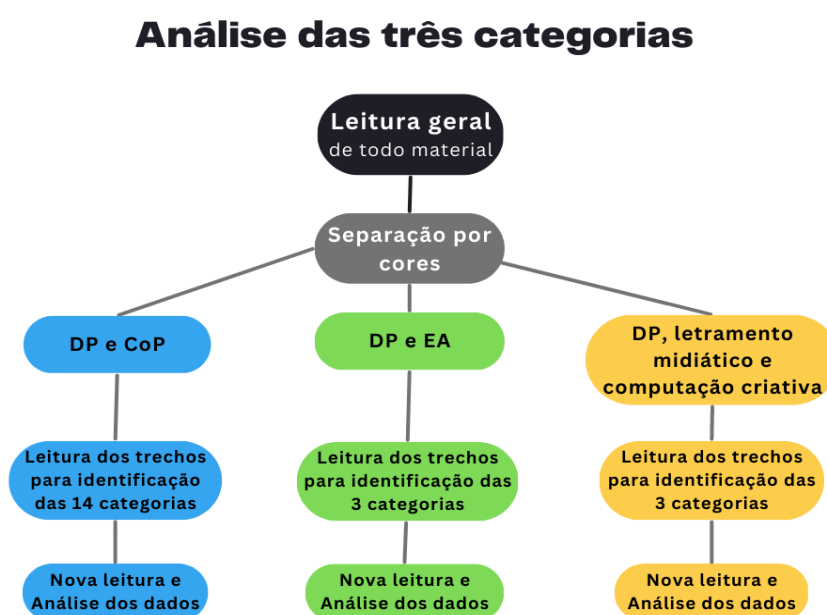 Análise das três categorias
Leitura geral
de todo material
Separação por
cores
DP e CoP
DP e EA
DP, letramento
midiático e
computação criativa
Leitura dos trechos
para identificação
das 14 categorias
Leitura dos trechos
para identificação das
3 categorias
Leitura dos trechos
para identificação das
3 categorias
Nova leitura e
Análise dos dados
Nova leitura e
Análise dos dados
Nova leitura e
Análise dos dados